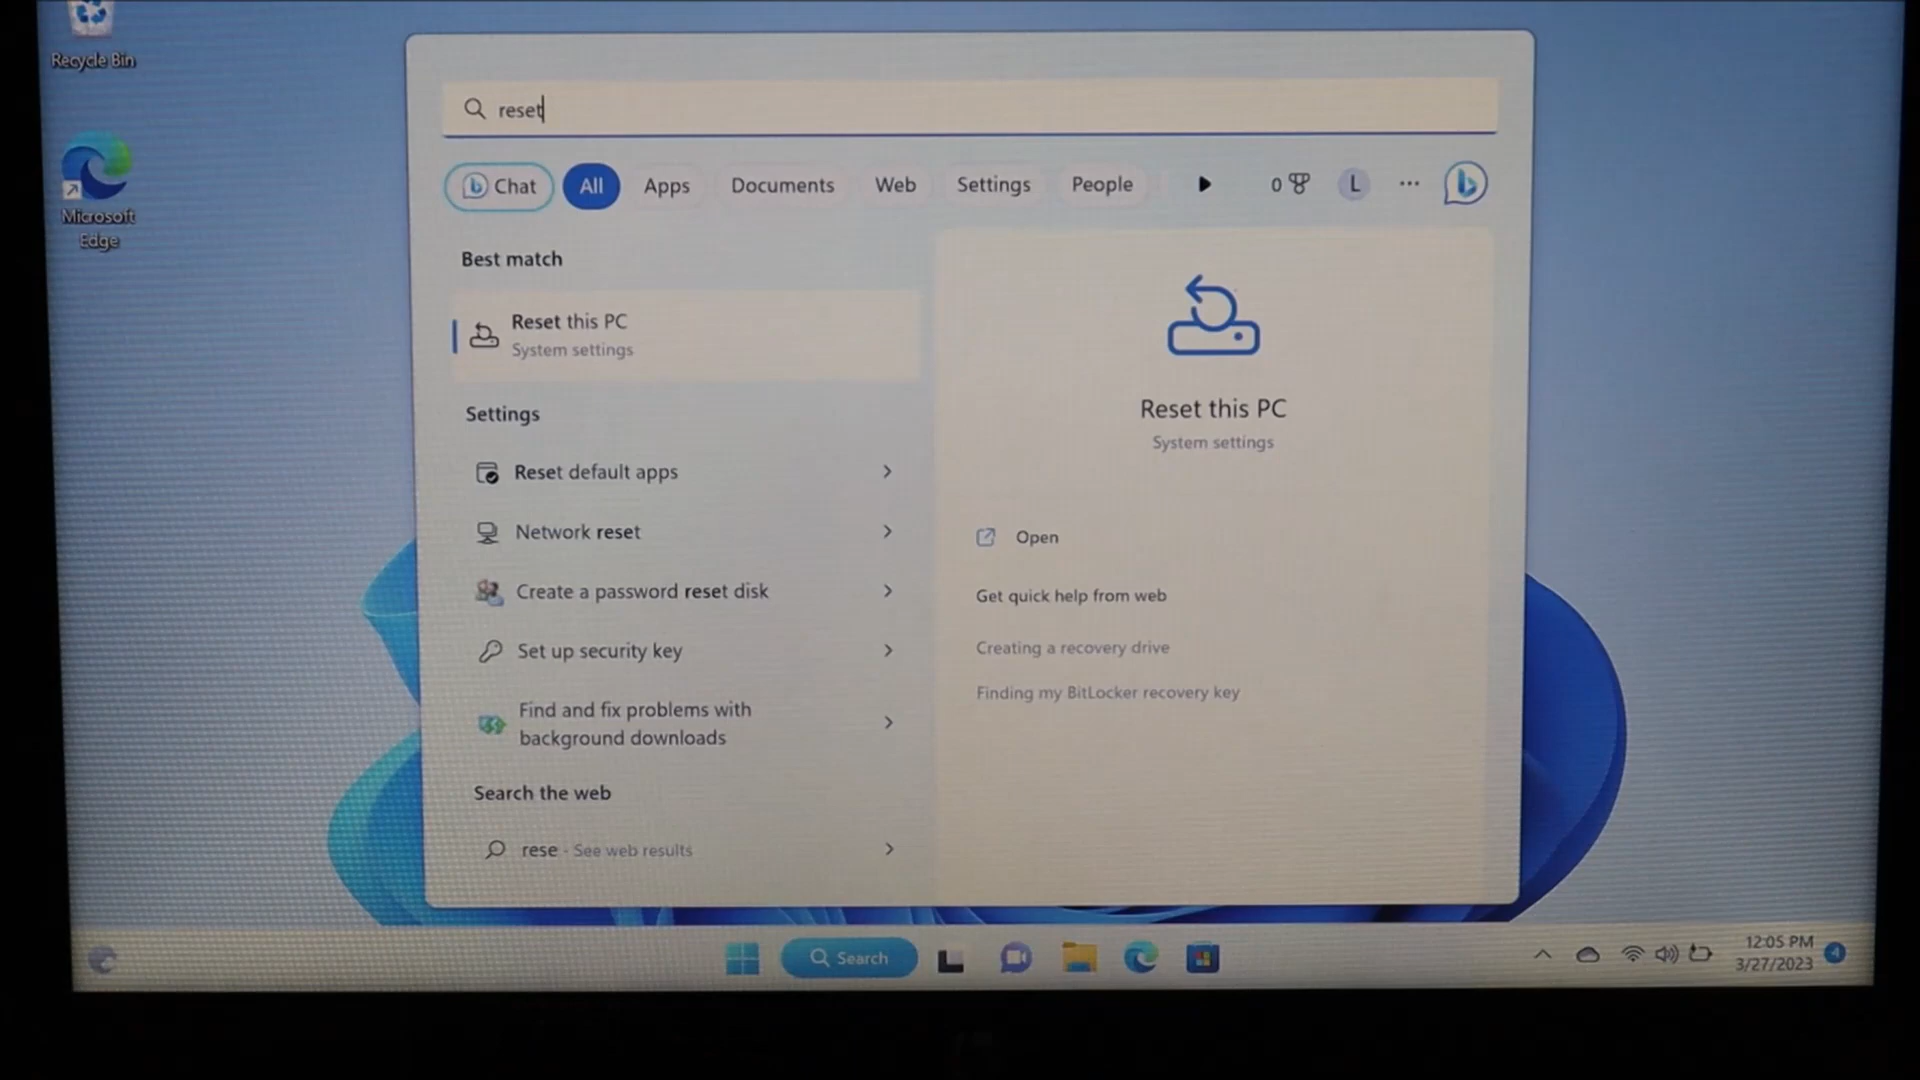 Recycle Bin
Microsoft
Edge
reset
Chat
All
Apps
Documents
Web
Settings
People
0
L
Best match
Reset this PC
System settings
Settings
Reset default apps
Network reset
Create a password reset disk
Set up security key
Find and fix problems with
background downloads
Search the web
rese - See web results
Reset this PC
System settings
Open
Get quick help from web
Creating a recovery drive
Finding my BitLocker recovery key
Search
12:05 PM
3/27/2023
4